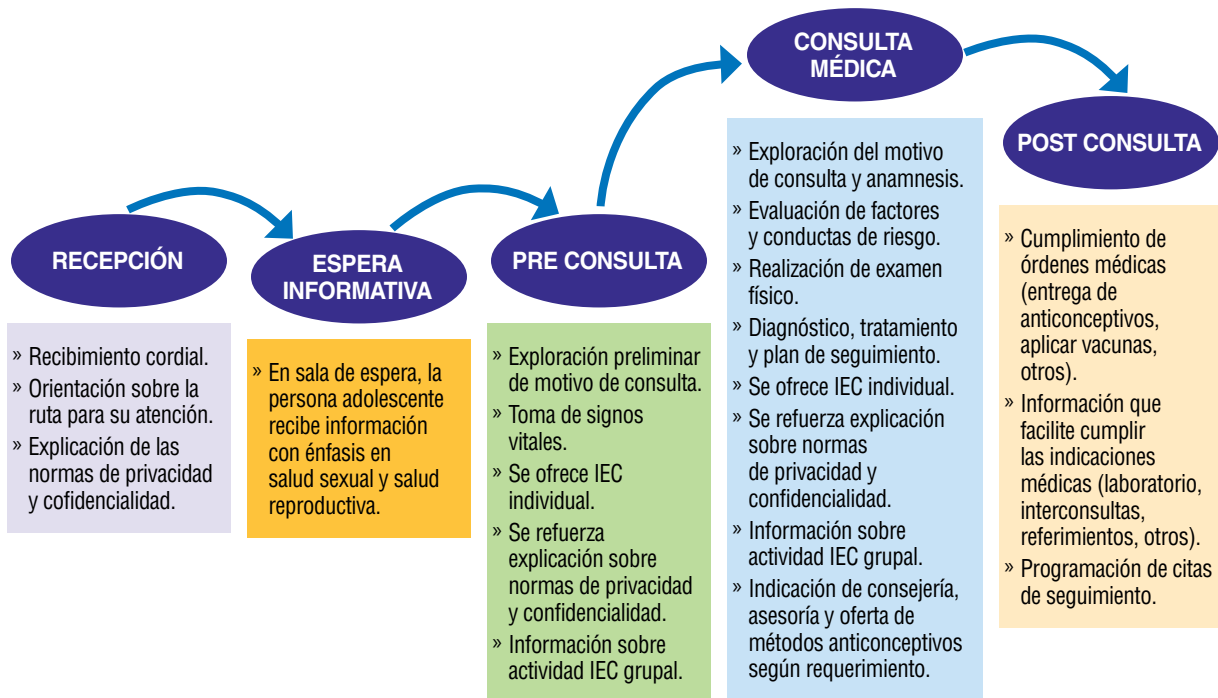 RECEPCIÓN
» Recibimiento cordial.
» Orientación sobre la
ruta para su atención.
» Explicación de las
normas de privacidad
y cofidencialidad.
ESPERA
INFORMATIVA
» En sala de espera, la
persona adolescente
recibe información
con énfasis en
salud sexual y salud
reproductiva.
PRE CONSULTA
» Exploración preliminar
de motivo de consulta.
» Toma de signos
vitales.
» Se ofrece IEC
individual.
» Se refuerza
explicación sobre
normas de privacidad
y confidencialidad.
» Información sobre
actividad IEC grupal.
CONSULTA
MÉDICA
» Exploración del motivo
de consulta y anamnesis.
» Evaluación de factores
y conductas de riesgo.
» Realización de examen
físico.
» Diagnóstico, tratamiento
y plan de seguimiento.
» Se ofrece IEC individual.
» Se refuerza explicación
sobre normas
de privacidad y
confidencialidad.
» Información sobre
actividad IEC grupal.
» Indicación de consejería,
asesoría y oferta de
métodos anticonceptivos
según requerimiento.
POST CONSULTA
» Cumplimiento de
órdenes médicas
(entrega de
anticonceptivos,
aplicar vacunas,
otros).
» Información que
facilite cumplir
las indicaciones
médicas (laboratorio,
interconsultas,
referimientos, otros).
» Programación de citas
de seguimiento.